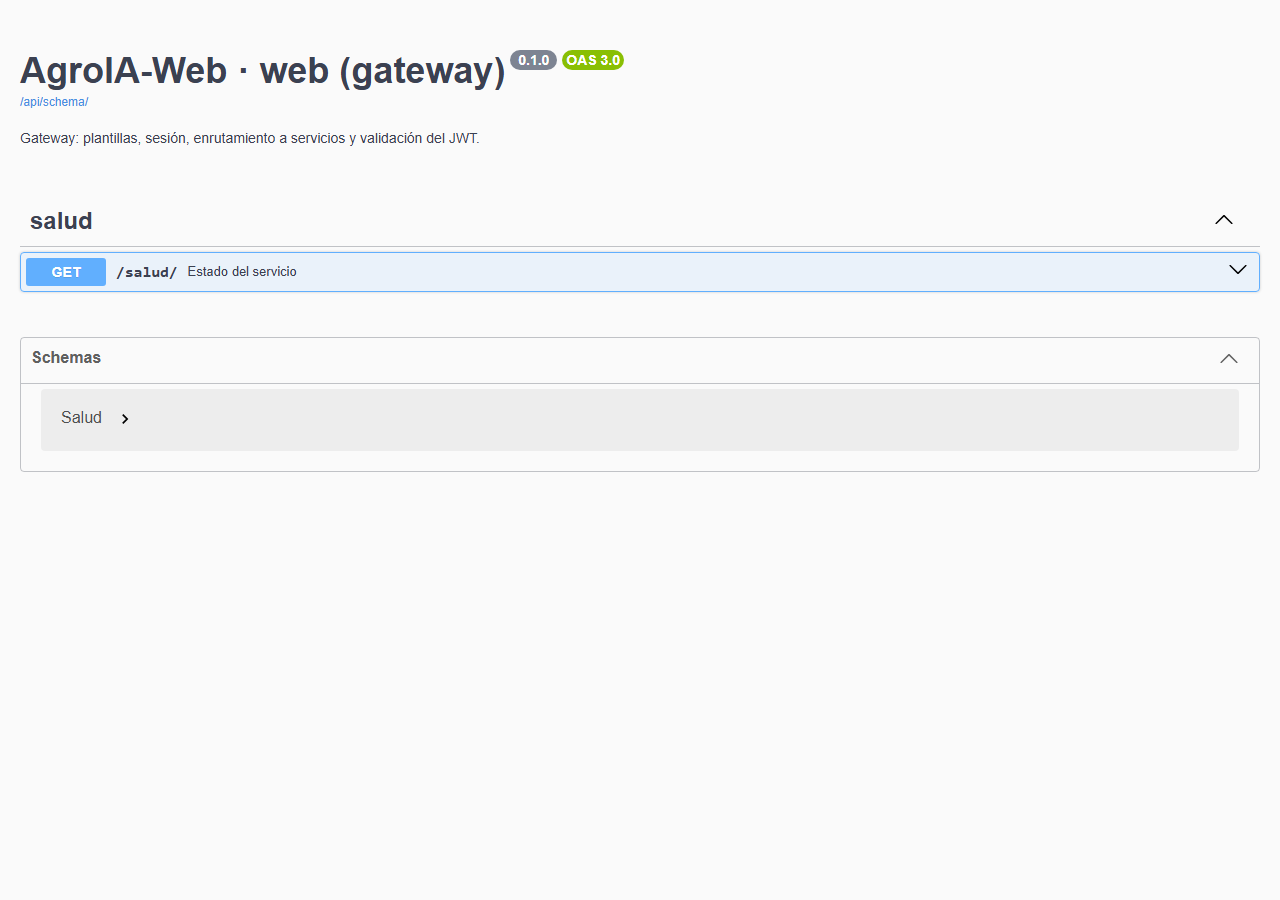 AgroIA-Web · web (gateway) 0.1.0 OAS 3.0
/api/schema/
Gateway: plantillas, sesión, enrutamiento a servicios y validación del JWT.
salud
GET /salud/ Estado del servicio
Schemas
Salud